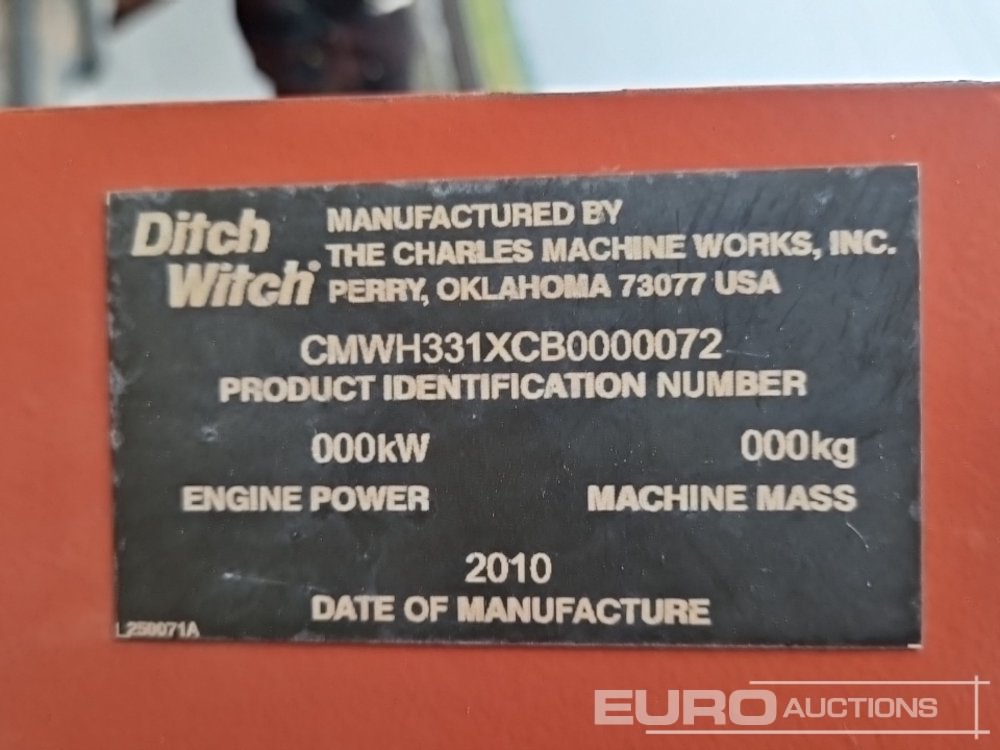 Ditch Witch®
MANUFACTURED BY
THE CHARLES MACHINE WORKS, INC.
PERRY, OKLAHOMA 73077 USA
CMWH331XCB0000072
PRODUCT IDENTIFICATION NUMBER
000kW
ENGINE POWER
000kg
MACHINE MASS
2010
DATE OF MANUFACTURE
L250071A
EURO AUCTIONS